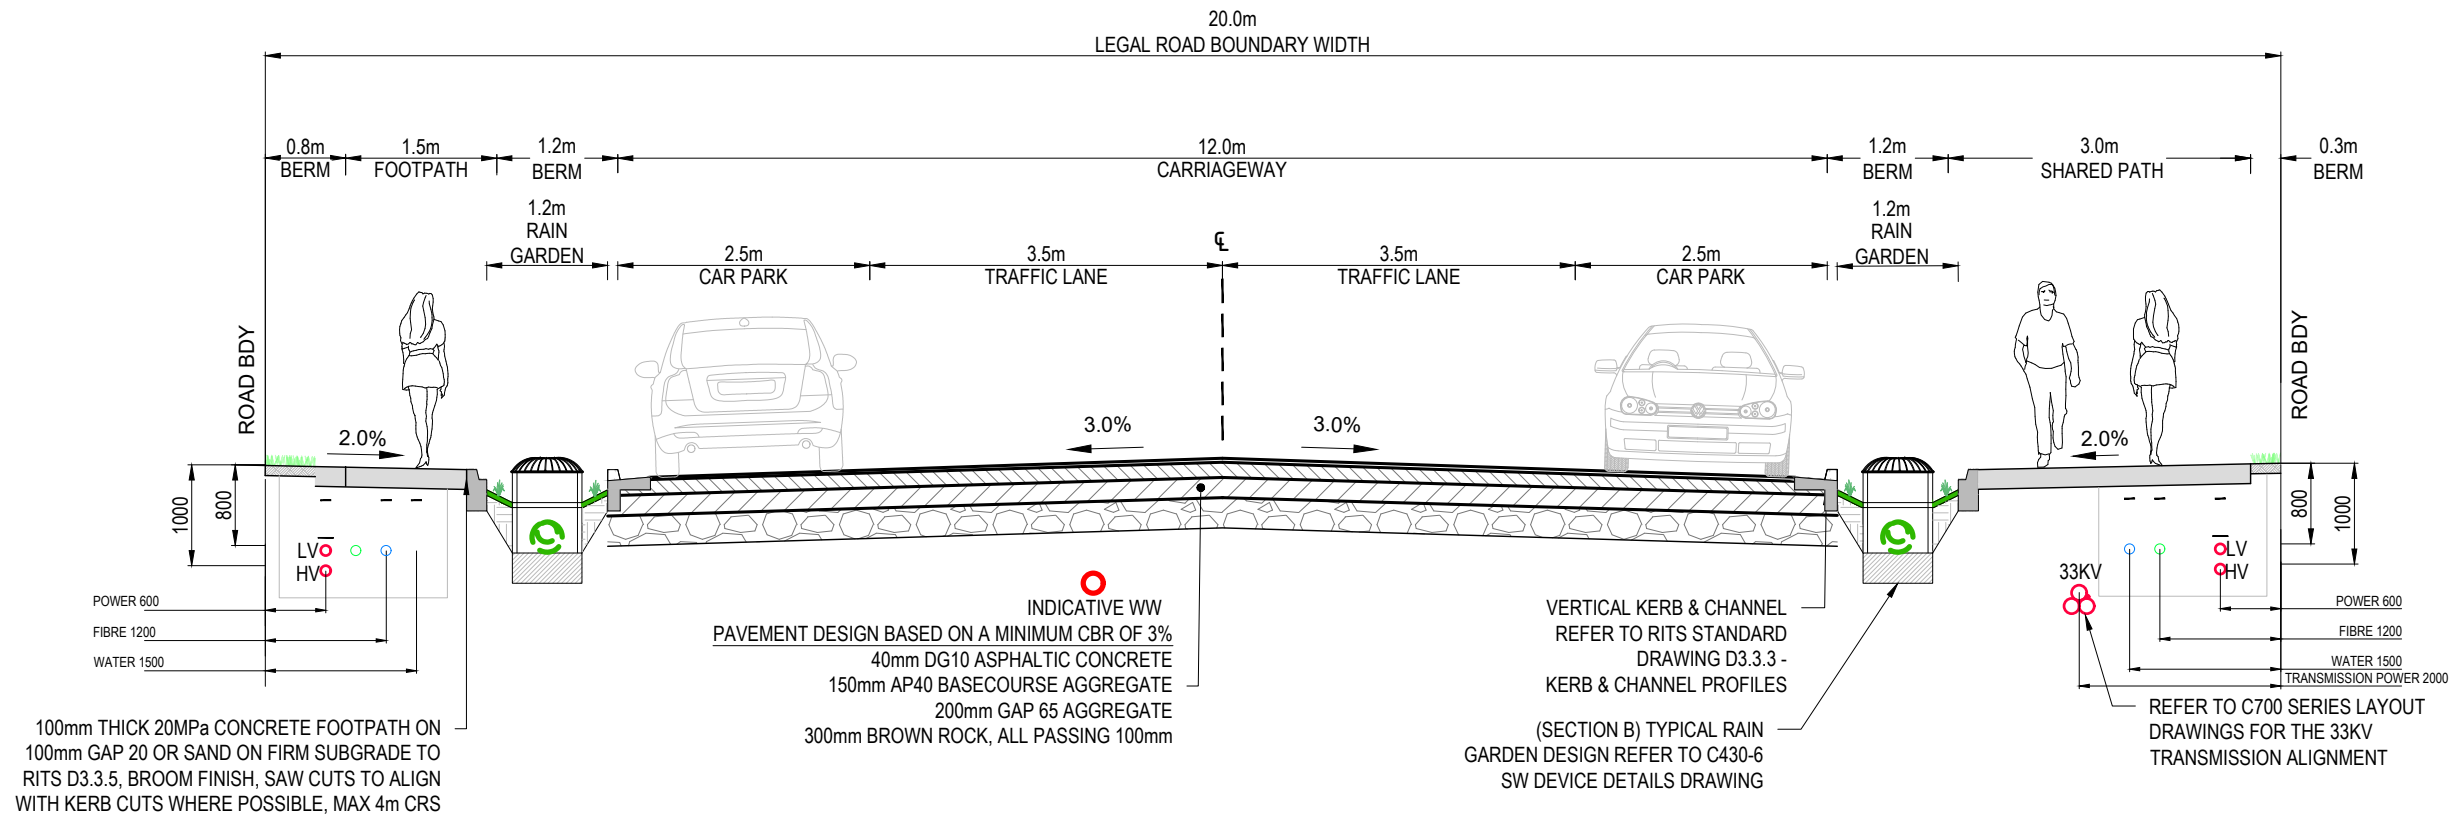 20.0m
LEGAL ROAD BOUNDARY WIDTH
0.8m
BERM
1.5m
FOOTPATH
1.2m
BERM
12.0m
CARRIAGEWAY
1.2m
BERM
3.0m
SHARED PATH
0.3m
BERM
1.2m
RAIN
GARDEN
2.5m
CAR PARK
3.5m
TRAFFIC LANE
℄
3.5m
TRAFFIC LANE
2.5m
CAR PARK
1.2m
RAIN
GARDEN
ROAD BDY
ROAD BDY
2.0%
3.0%
3.0%
2.0%
1000
800
800
1000
LV
HV
33KV
LV
HV
POWER 600
FIBRE 1200
WATER 1500
POWER 600
FIBRE 1200
WATER 1500
TRANSMISSION POWER 2000
INDICATIVE WW
PAVEMENT DESIGN BASED ON A MINIMUM CBR OF 3%
40mm DG10 ASPHALTIC CONCRETE
150mm AP40 BASECOURSE AGGREGATE
200mm GAP 65 AGGREGATE
300mm BROWN ROCK, ALL PASSING 100mm
VERTICAL KERB & CHANNEL
REFER TO RITS STANDARD
DRAWING D3.3.3 -
KERB & CHANNEL PROFILES
(SECTION B) TYPICAL RAIN
GARDEN DESIGN REFER TO C430-6
SW DEVICE DETAILS DRAWING
REFER TO C700 SERIES LAYOUT
DRAWINGS FOR THE 33KV
TRANSMISSION ALIGNMENT
100mm THICK 20MPa CONCRETE FOOTPATH ON
100mm GAP 20 OR SAND ON FIRM SUBGRADE TO
RITS D3.3.5, BROOM FINISH, SAW CUTS TO ALIGN
WITH KERB CUTS WHERE POSSIBLE, MAX 4m CRS